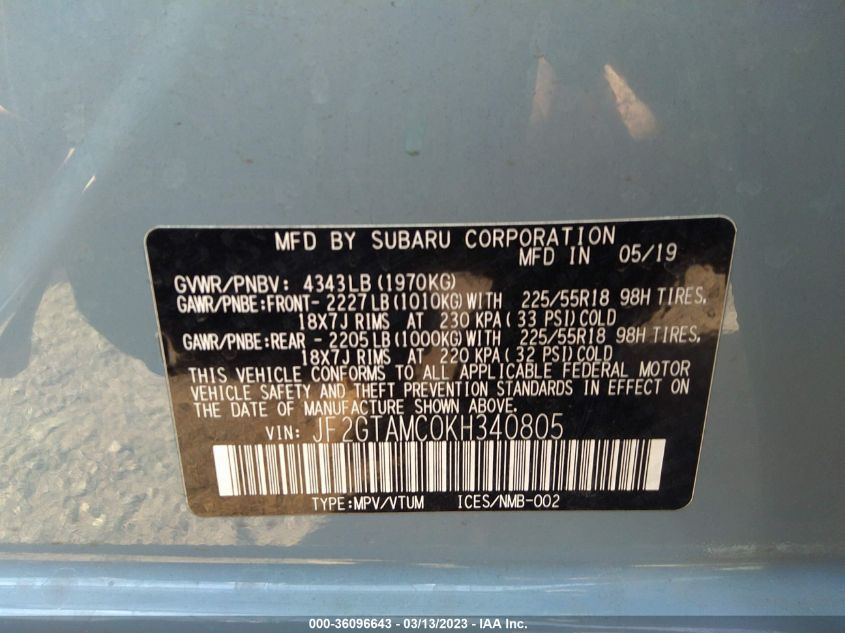 MFD BY SUBARU CORPORATION
MFD IN 05/19
GVWR/PNBV: 4343LB (1970KG)
GAWR/PNBE:FRONT- 2227LB (1010KG) WITH 225/55R18 98H TIRES,
18X7J RIMS AT 230 KPA ( 33 PSI) COLD
GAWR/PNBE:REAR - 2205LB (1000KG) WITH 225/55R18 98H TIRES,
18X7J RIMS AT 220 KPA ( 32 PSI) COLD
THIS VEHICLE CONFORMS TO ALL APPLICABLE FEDERAL MOTOR
VEHICLE SAFETY AND THEFT PREVENTION STANDARDS IN EFFECT ON
THE DATE OF MANUFACTURE SHOWN ABOVE.
VIN: JF2GTAMC0KH340805
TYPE:MPV/VTUM ICES/NMB-002
000-36096643 / 03/13/2023 - IAA Inc.